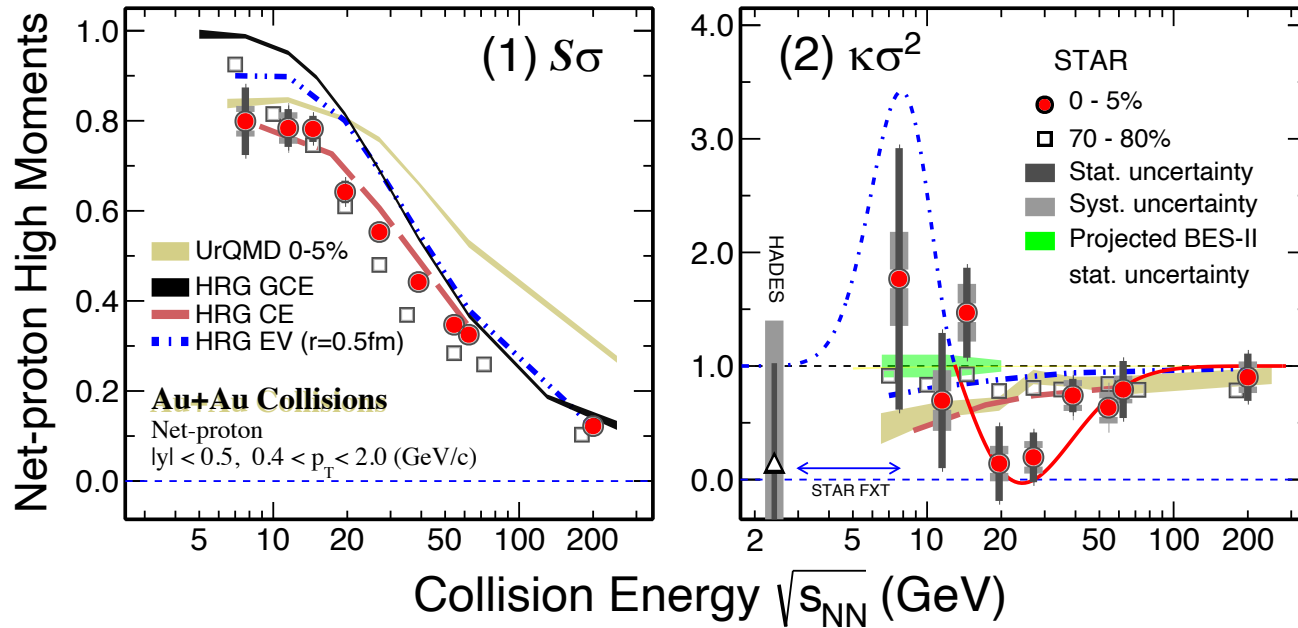 Net-proton High Moments
1.0
0.8
0.6
0.4
0.2
0.0
(1) Sσ
UrQMD 0-5%
HRG GCE
HRG CE
HRG EV (r=0.5fm)
Au+Au Collisions
Net-proton
|y| < 0.5, 0.4 < p_T < 2.0 (GeV/c)
5 10 20 50 100 200
4.0
3.0
2.0
1.0
0.0
(2) κσ²
STAR
0 - 5%
70 - 80%
Stat. uncertainty
Syst. uncertainty
Projected BES-II
stat. uncertainty
HADES
STAR FXT
2 5 10 20 50 100 200
Collision Energy √s_NN (GeV)